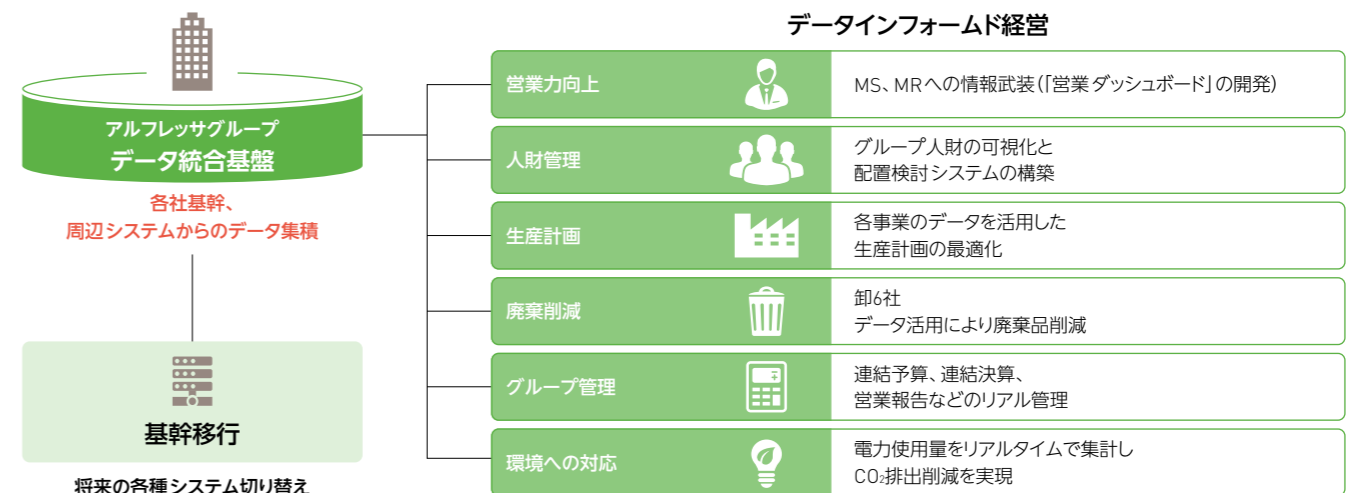 データインフォームド経営
アルフレッサグループ
データ統合基盤
各社基幹、
周辺システムからのデータ集積
基幹移行
将来の各種システム切り替え
営業力向上
MS、MRへの情報武装(「営業ダッシュボード」の開発)
人財管理
グループ人財の可視化と
配置検討システムの構築
生産計画
各事業のデータを活用した
生産計画の最適化
廃棄削減
卸6社
データ活用により廃棄品削減
グループ管理
連結予算、連結決算、
営業報告などのリアル管理
環境への対応
電力使用量をリアルタイムで集計し
CO₂排出削減を実現